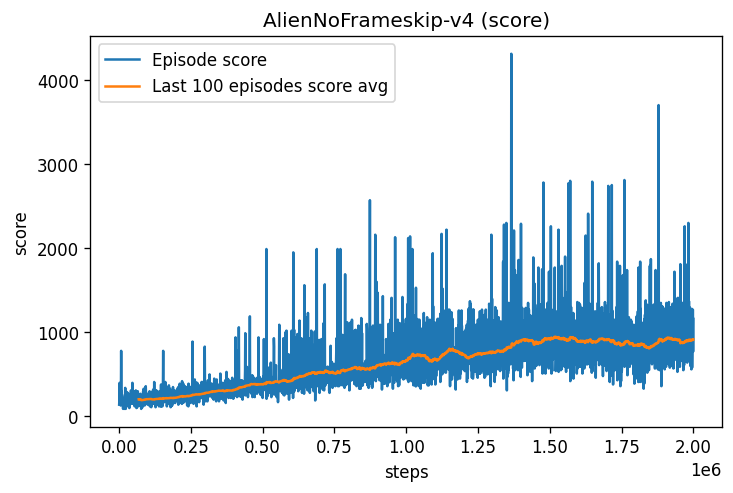 AlienNoFrameskip-v4 (score)
Episode score
Last 100 episodes score avg
4000
3000
2000
1000
0
score
0.00 0.25 0.50 0.75 1.00 1.25 1.50 1.75 2.00
steps
1e6